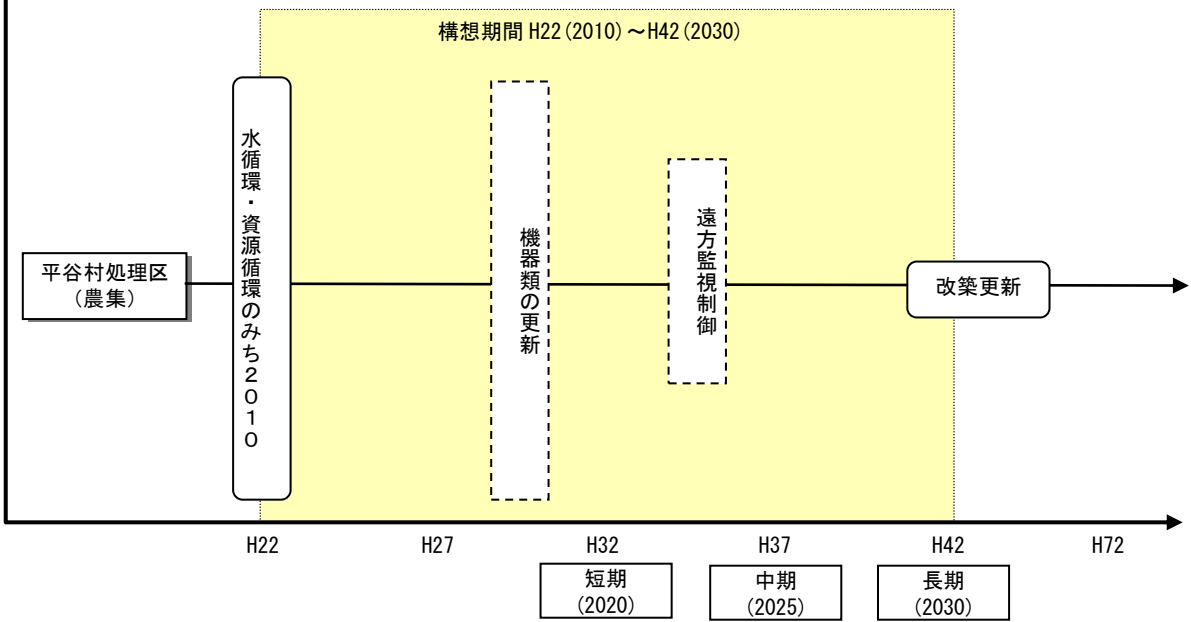 構想期間 H22(2010)～H42(2030)
平谷村処理区
(農集)
水循環・資源循環のみち2010
機器類の更新
遠方監視制御
改築更新
H22
H27
H32
H37
H42
H72
短期
(2020)
中期
(2025)
長期
(2030)